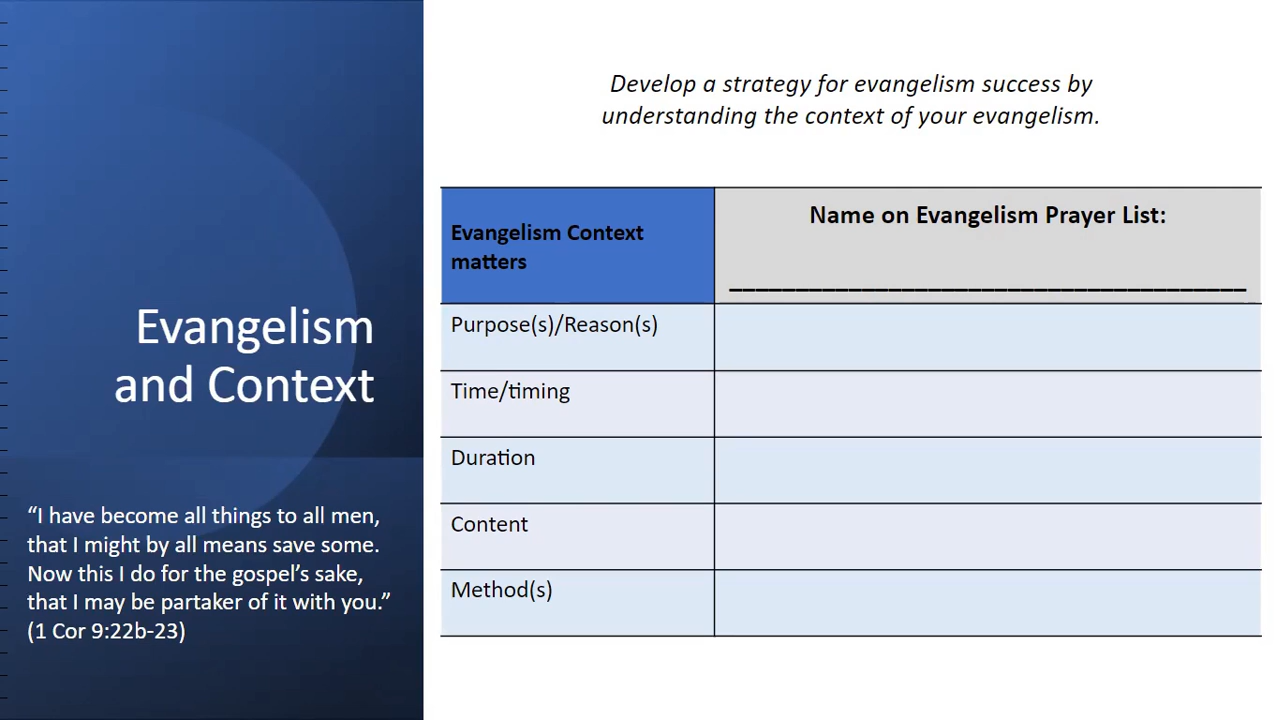 Evangelism
and Context
“I have become all things to all men,
that I might by all means save some.
Now this I do for the gospel’s sake,
that I may be partaker of it with you.”
(1 Cor 9:22b-23)
Develop a strategy for evangelism success by
understanding the context of your evangelism.
Evangelism Context
matters
Name on Evangelism Prayer List:
_______________________________________
Purpose(s)/Reason(s)
Time/timing
Duration
Content
Method(s)